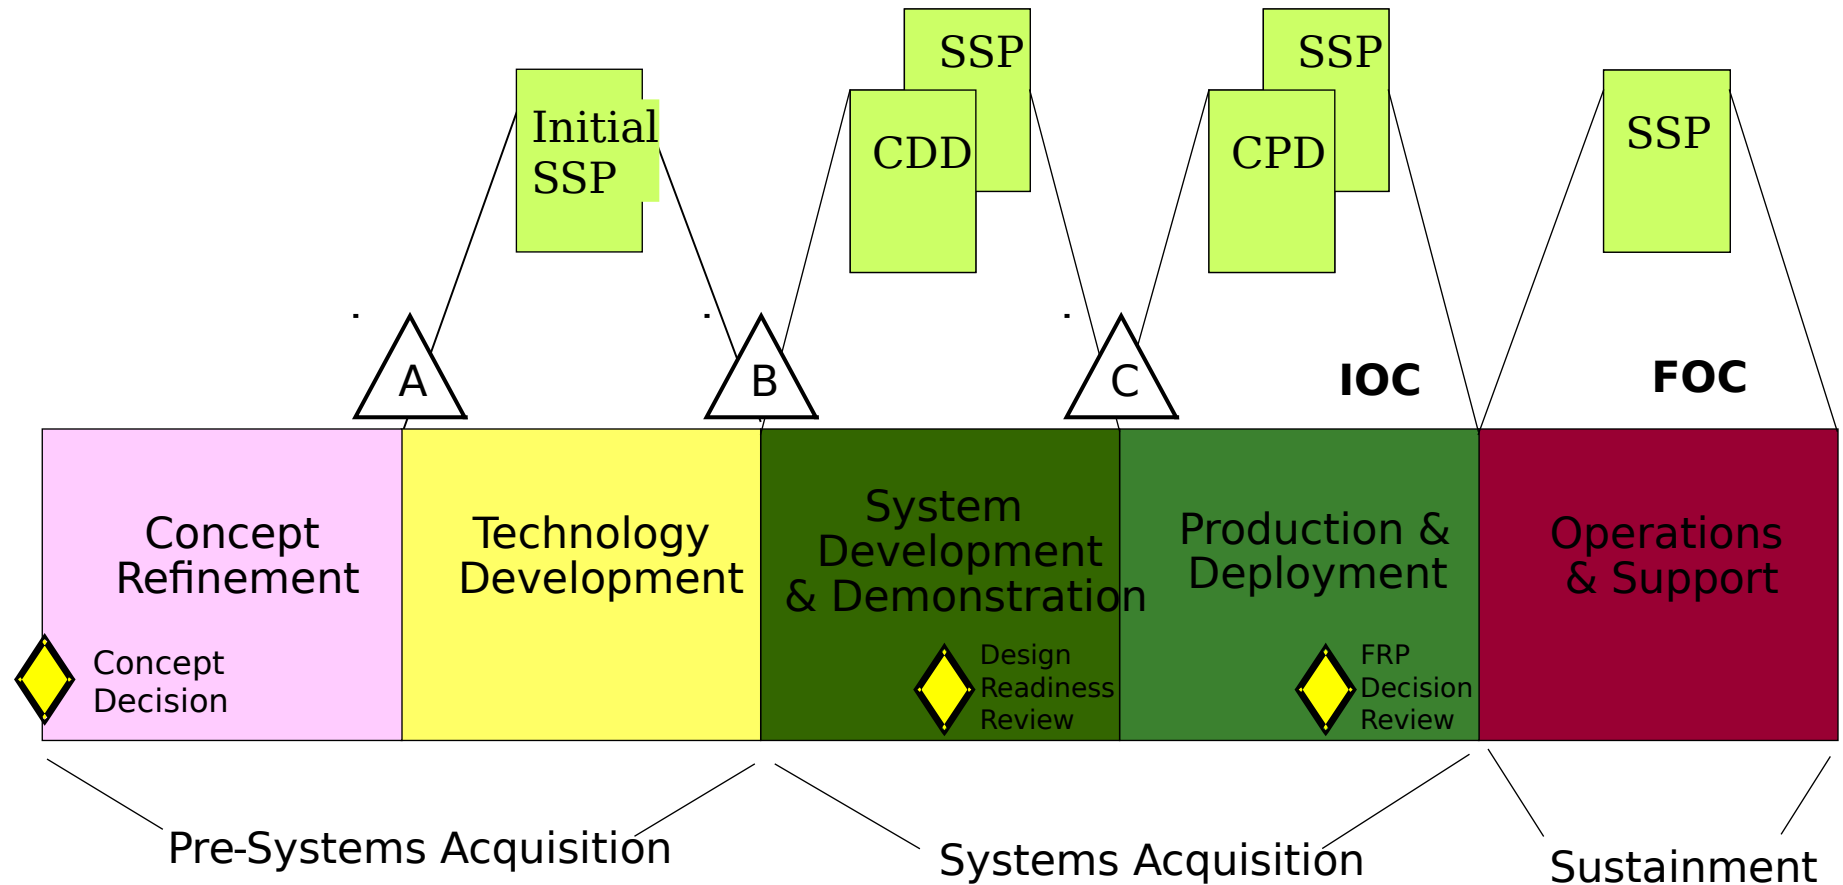 Initial
SSP
SSP
CDD
SSP
CPD
SSP
A
B
C
IOC
FOC
Concept
Refinement
Technology
Development
System
Development
& Demonstration
Production &
Deployment
Operations
& Support
Concept
Decision
Design
Readiness
Review
FRP
Decision
Review
Pre-Systems Acquisition
Systems Acquisition
Sustainment